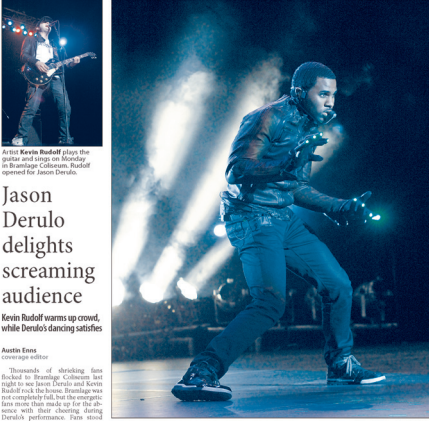 Artist Kevin Rudolf plays the
guitar and sings on Monday
in Bramlage Coliseum. Rudolf
opened for Jason Derulo.
Jason
Derulo
delights
screaming
audience
Kevin Rudolf warms up crowd,
while Derulo's dancing satisfies
Austin Enns
coverage editor
Thousands of shrieking fans
flocked to Bramlage Coliseum last
night to see Jason Derulo and Kevin
Rudolf rock the house. Bramlage was
not completely full, but the energetic
fans more than made up for the ab-
sence with their cheering during
Derulo's performance. Fans stood